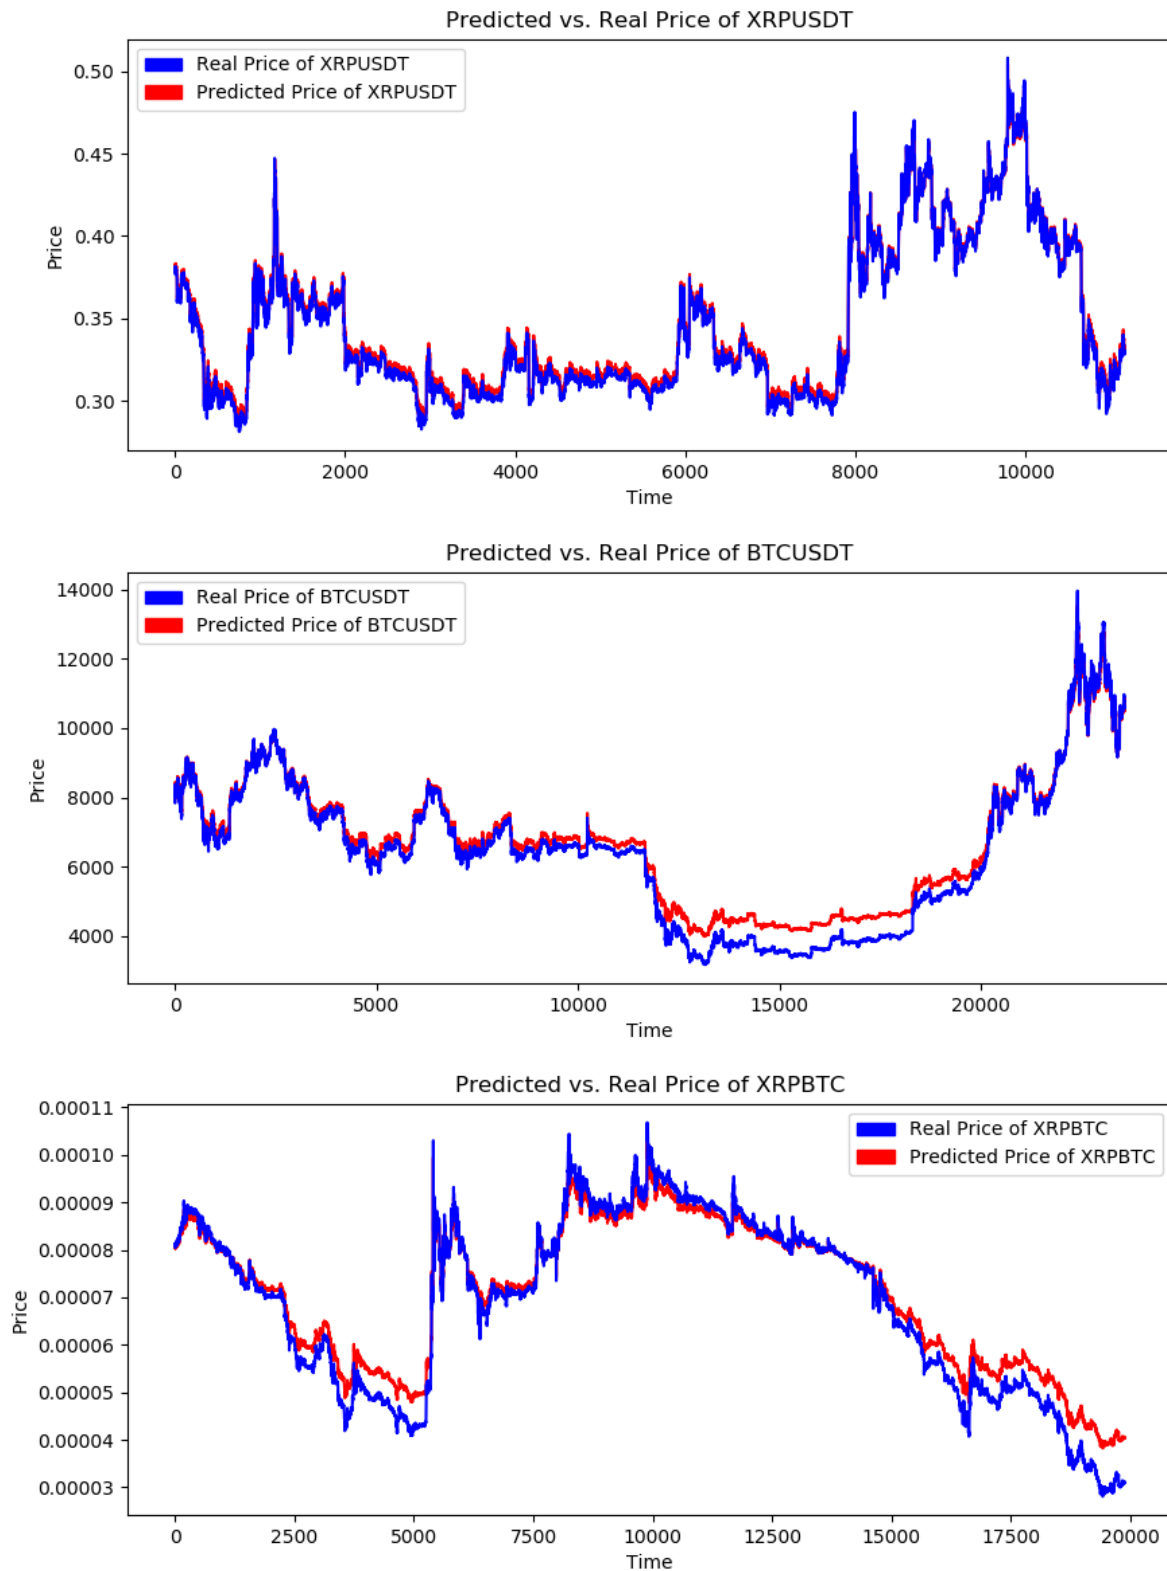 Predicted vs. Real Price of XRPUSDT
Real Price of XRPUSDT
Predicted Price of XRPUSDT
0.50
0.45
0.40
0.35
0.30
Price
0 2000 4000 6000 8000 10000
Time
Predicted vs. Real Price of BTCUSDT
Real Price of BTCUSDT
Predicted Price of BTCUSDT
14000
12000
10000
8000
6000
4000
Price
0 5000 10000 15000 20000
Time
Predicted vs. Real Price of XRPBTC
Real Price of XRPBTC
Predicted Price of XRPBTC
0.00011
0.00010
0.00009
0.00008
0.00007
0.00006
0.00005
0.00004
0.00003
Price
0 2500 5000 7500 10000 12500 15000 17500 20000
Time